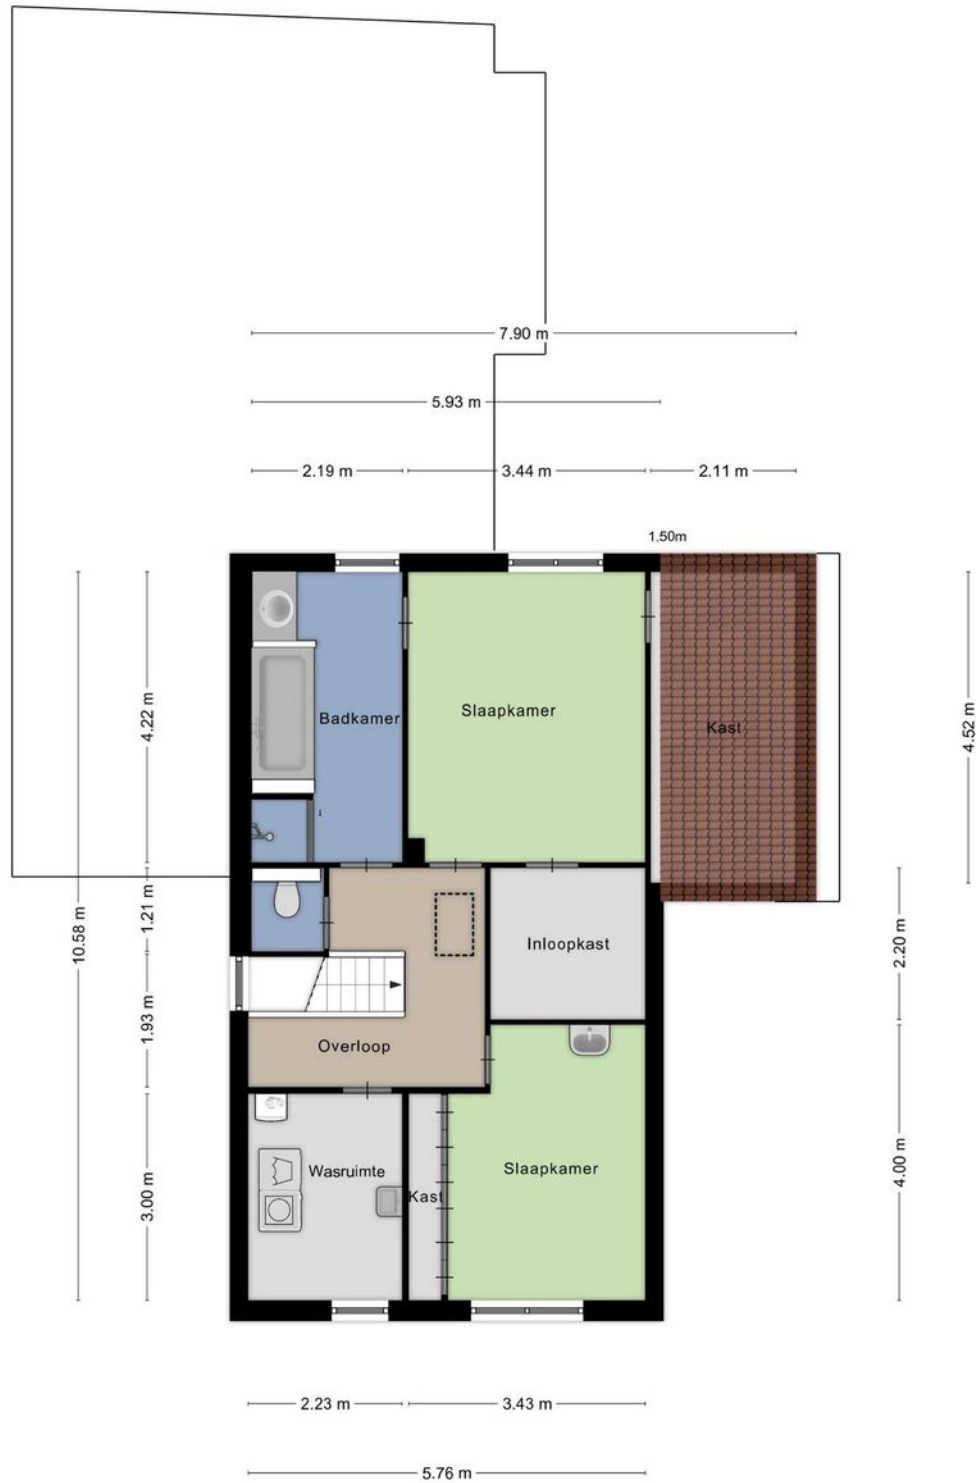 7.90 m
5.93 m
2.19 m
3.44 m
2.11 m
1.50m
4.22 m
4.52 m
Badkamer
Slaapkamer
Kast
10.58 m
1.21 m
2.20 m
Inloopkast
1.93 m
Overloop
3.00 m
Wasruimte
Kast
Slaapkamer
4.00 m
2.23 m
3.43 m
5.76 m